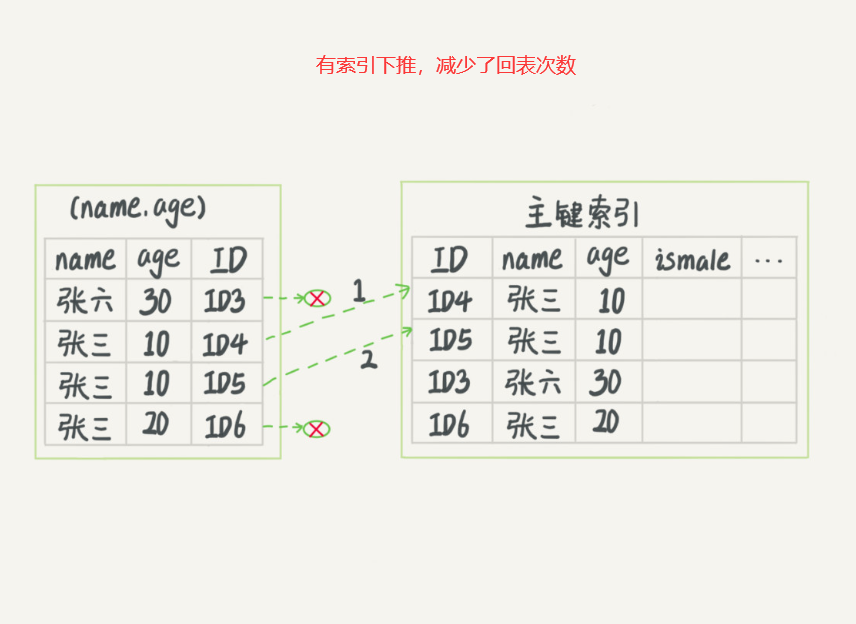 有索引下推，减少了回表次数
(name.age)
name age ID
张六 30 ID3
张三 10 ID4
张三 10 ID5
张三 20 ID6
1
2
主键索引
ID name age ismale ...
ID4 张三 10
ID5 张三 10
ID3 张六 30
ID6 张三 20